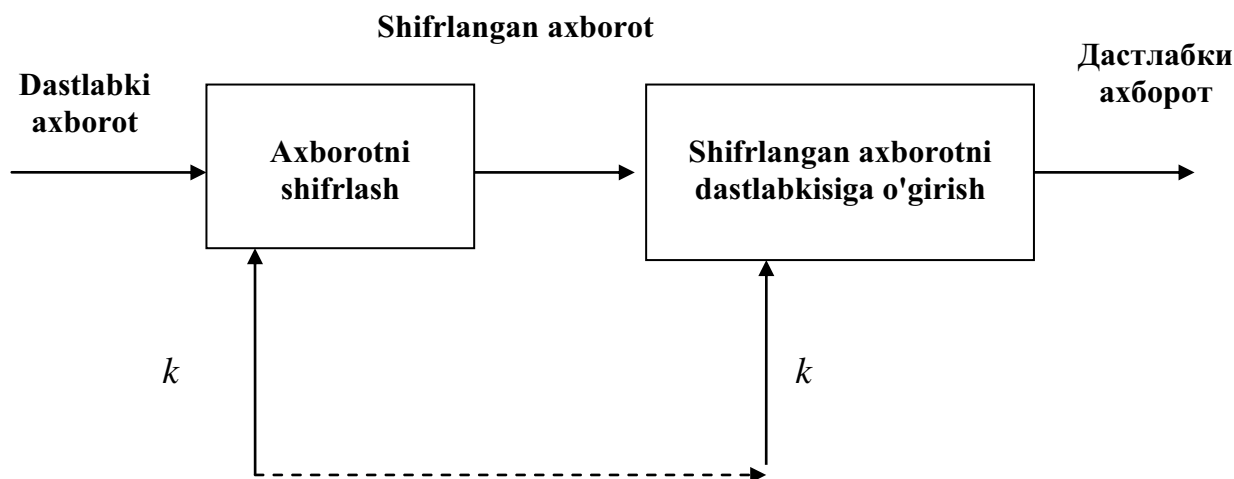 Shifrlangan axborot
Dastlabki
axborot
Дастлабки
ахборот
Axborotni
shifrlash
Shifrlangan axborotni
dastlabkisiga o'girish
k
k